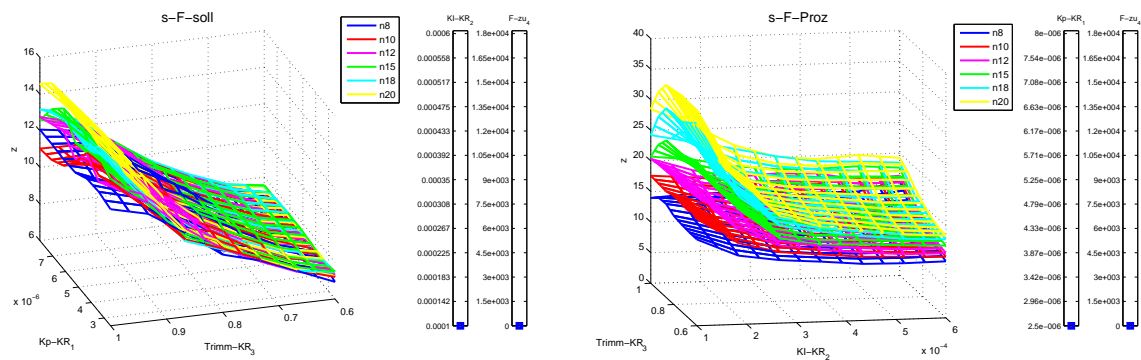 s-F-soll
KI-KR2
F-zu4
n8
n10
n12
n15
n18
n20
16
14
12
10
8
6
z
7
6
5
4
3
x 10^-6
Kp-KR1
1
0.9
0.8
0.7
0.6
Trimm-KR3
0.0006
0.000558
0.000517
0.000475
0.000433
0.000392
0.00035
0.000308
0.000267
0.000225
0.000183
0.000142
0.0001
1.8e+004
1.65e+004
1.5e+004
1.35e+004
1.2e+004
1.05e+004
9e+003
7.5e+003
6e+003
4.5e+003
3e+003
1.5e+003
0
s-F-Proz
Kp-KR1
F-zu4
n8
n10
n12
n15
n18
n20
40
35
30
25
20
15
10
5
0
z
1
0.8
0.6
Trimm-KR3
1
2
3
4
5
6
x 10^-4
KI-KR2
8e-006
7.54e-006
7.08e-006
6.63e-006
6.17e-006
5.71e-006
5.25e-006
4.79e-006
4.33e-006
3.87e-006
3.42e-006
2.96e-006
2.5e-006
1.8e+004
1.65e+004
1.5e+004
1.35e+004
1.2e+004
1.05e+004
9e+003
7.5e+003
6e+003
4.5e+003
3e+003
1.5e+003
0